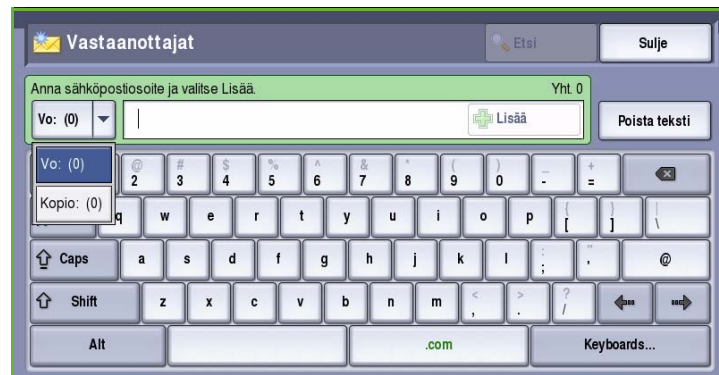 Vastaanottajat Etsi Sulje
Anna sähköpostiosoite ja valitse Lisää. Yht. 0
Vo: (0) Lisää Poista teksti
Vo: (0) @ 2 # 3 $ 4 % 5 ^ 6 & 7 * 8 ( 9 ) 0 _ - + =
Kopio: (0) q w e r t y u i o p { [ } ] | \
Caps a s d f g h j k l : ; " ' @
Shift z x c v b n m < , > . ? /
Alt .com Keyboards...